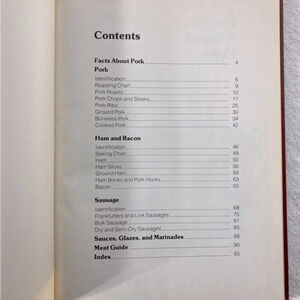 Contents
Facts About Pork 4
Pork
Identification 6
Roasting Chart 9
Pork Roasts 10
Pork Chops and Steaks 17
Pork Ribs 25
Ground Pork 30
Boneless Pork 34
Cooked Pork 42
Ham and Bacon
Identification 46
Baking Chart 49
Ham 50
Ham Slices 56
Ground Ham 59
Ham Bones and Pork Hocks 63
Bacon 65
Sausage
Identification 68
Frankfurters and Link Sausages 75
Bulk Sausage 81
Dry and Semi-Dry Sausages 85
Sauces, Glazes, and Marinades 88
Meat Guide 90
Index 93